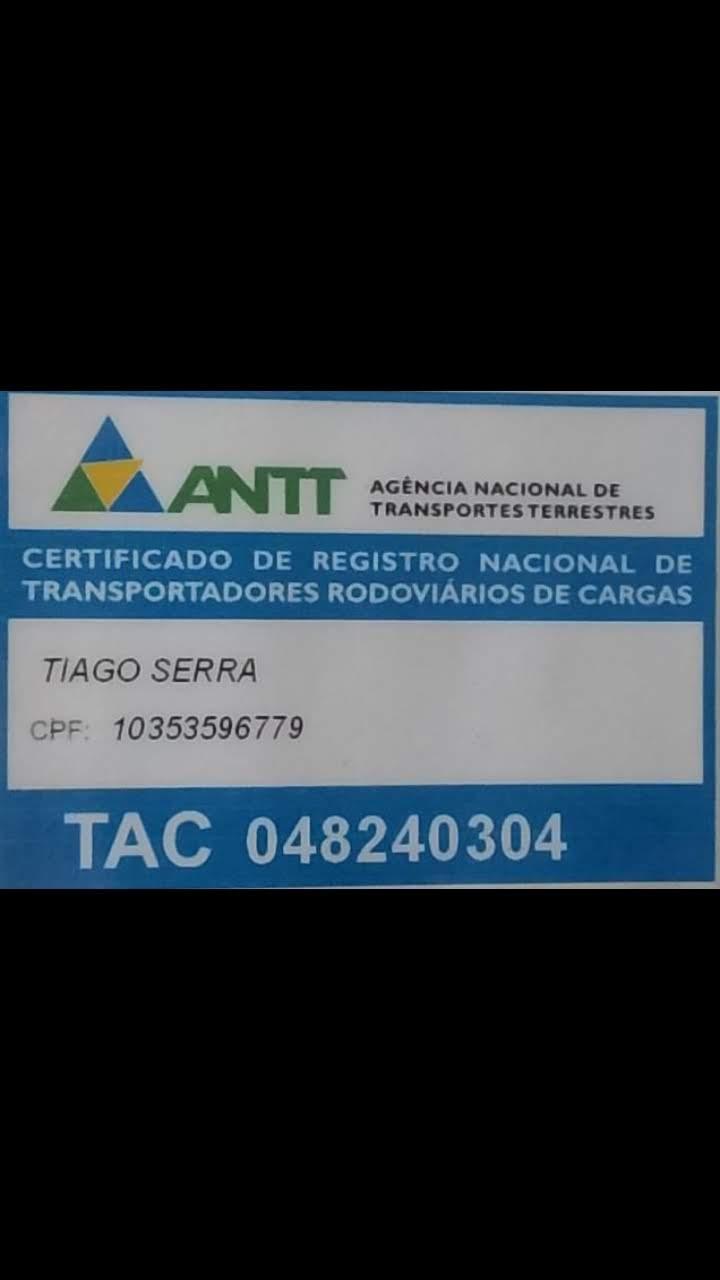 ANTT
AGÊNCIA NACIONAL DE
TRANSPORTES TERRESTRES
CERTIFICADO DE REGISTRO NACIONAL DE
TRANSPORTADORES RODOVIÁRIOS DE CARGAS
TIAGO SERRA
CPF: 10353596779
TAC 048240304